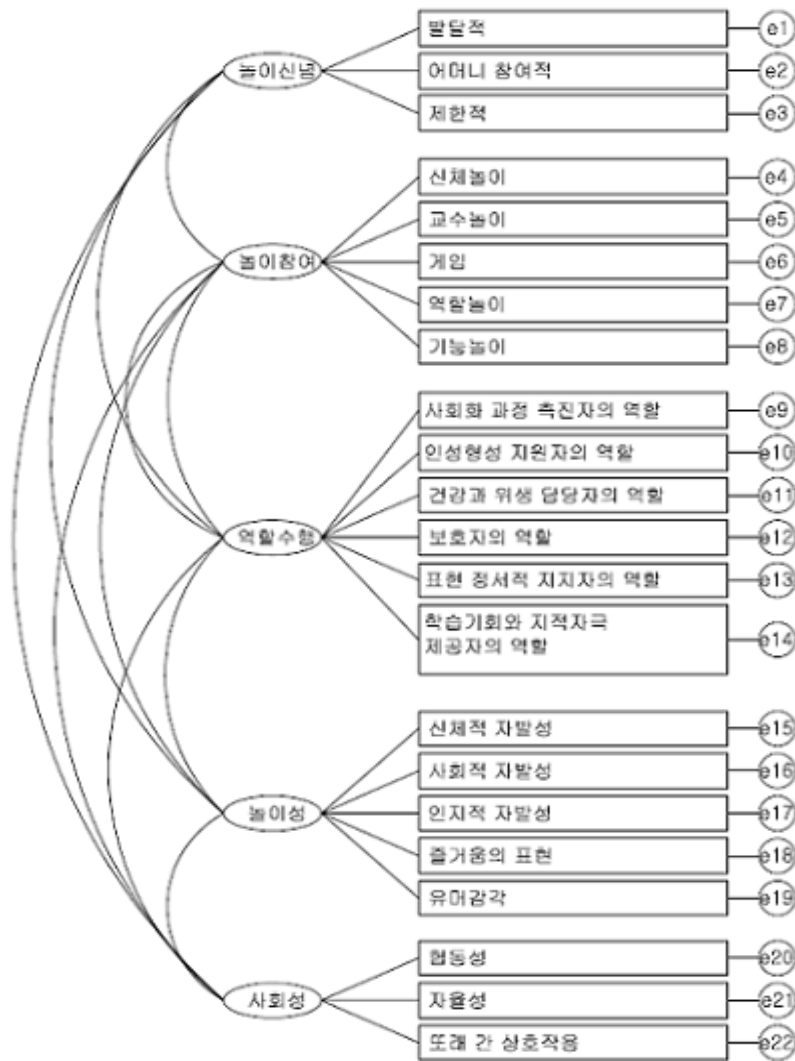 발달적
e1
놀이신념
어머니 참여적
e2
제한적
e3
신체놀이
e4
교수놀이
e5
놀이참여
게임
e6
역할놀이
e7
기능놀이
e8
사회화 과정 촉진자의 역할
e9
인성형성 지원자의 역할
e10
건강과 위생 담당자의 역할
e11
역할수행
보호자의 역할
e12
표현 정서적 지지자의 역할
e13
학습기회와 지적자극
제공자의 역할
e14
신체적 자발성
e15
사회적 자발성
e16
놀이성
인지적 자발성
e17
즐거움의 표현
e18
유머감각
e19
협동성
e20
사회성
자율성
e21
또래 간 상호작용
e22